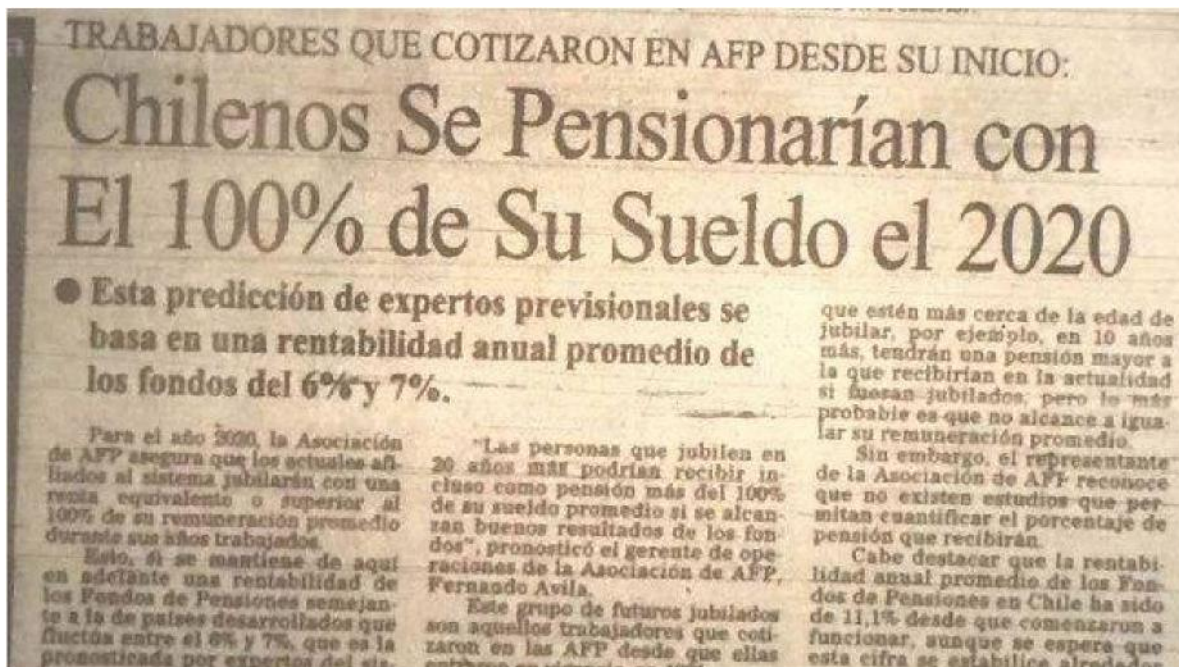 TRABAJADORES QUE COTIZARON EN AFP DESDE SU INICIO:
Chilenos Se Pensionarían con
El 100% de Su Sueldo el 2020
● Esta predicción de expertos previsionales se
basa en una rentabilidad anual promedio de
los fondos del 6% y 7%.
Para el año 2020, la Asociación
de AFP asegura que los actuales afi-
liados al sistema jubilarán con una
renta equivalente o superior al
100% de su remuneración promedio
durante sus años trabajados.
Esto, si se mantiene de aquí
en adelante una rentabilidad de
los Fondos de Pensiones semejan-
te a la de países desarrollados que
fluctúa entre el 6% y 7%, que es la
pronosticada por expertos del sis-
"Las personas que jubilen en
20 años más podrían recibir in-
cluso como pensión más del 100%
de su sueldo promedio si se alcan-
zan buenos resultados de los fon-
dos", pronosticó el gerente de ope-
raciones de la Asociación de AFP,
Fernando Avila.
Este grupo de futuros jubilados
son aquellos trabajadores que coti-
zaron en las AFP desde que ellas
que estén más cerca de la edad de
jubilar, por ejemplo, en 10 años
más, tendrán una pensión mayor a
la que recibirían en la actualidad
si fueran jubilados, pero lo más
probable es que no alcance a igua-
lar su remuneración promedio.
Sin embargo, el representante
de la Asociación de AFP reconoce
que no existen estudios que per-
mitan cuantificar el porcentaje de
pensión que recibirán.
Cabe destacar que la rentabi-
lidad anual promedio de los Fon-
dos de Pensiones en Chile ha sido
de 11,1% desde que comenzaron a
funcionar, aunque se espera que
esta cifra se